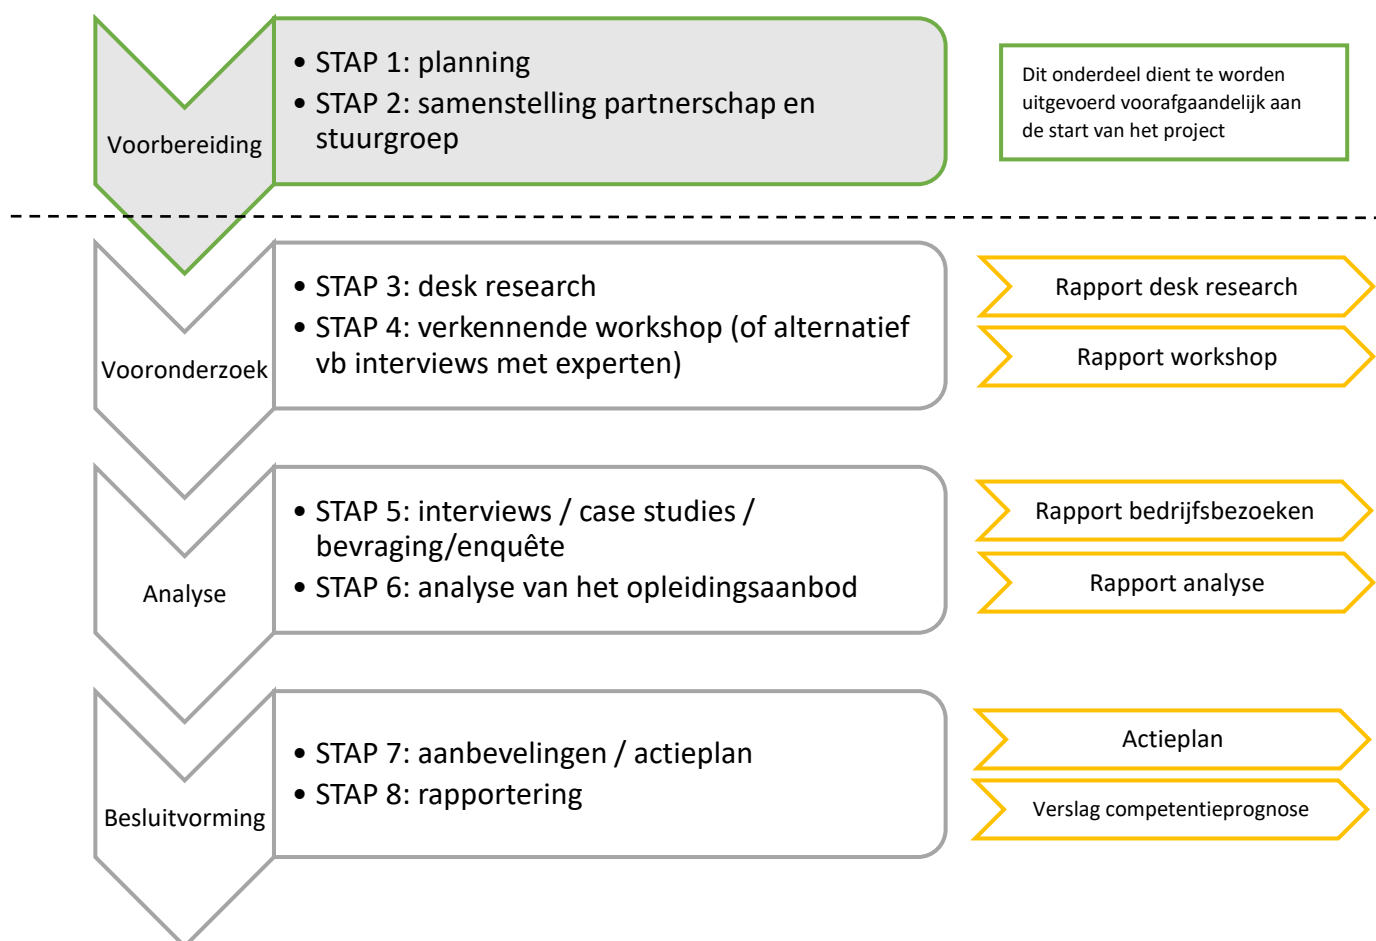 Voorbereiding
• STAP 1: planning
• STAP 2: samenstelling partnerschap en
stuurgroep
Dit onderdeel dient te worden
uitgevoerd voorafgaandelijk aan
de start van het project
Vooronderzoek
• STAP 3: desk research
• STAP 4: verkennende workshop (of alternatief
vb interviews met experten)
Rapport desk research
Rapport workshop
Analyse
• STAP 5: interviews / case studies /
bevraging/enquête
• STAP 6: analyse van het opleidingsaanbod
Rapport bedrijfsbezoeken
Rapport analyse
Besluitvorming
• STAP 7: aanbevelingen / actieplan
• STAP 8: rapportering
Actieplan
Verslag competentieprognose